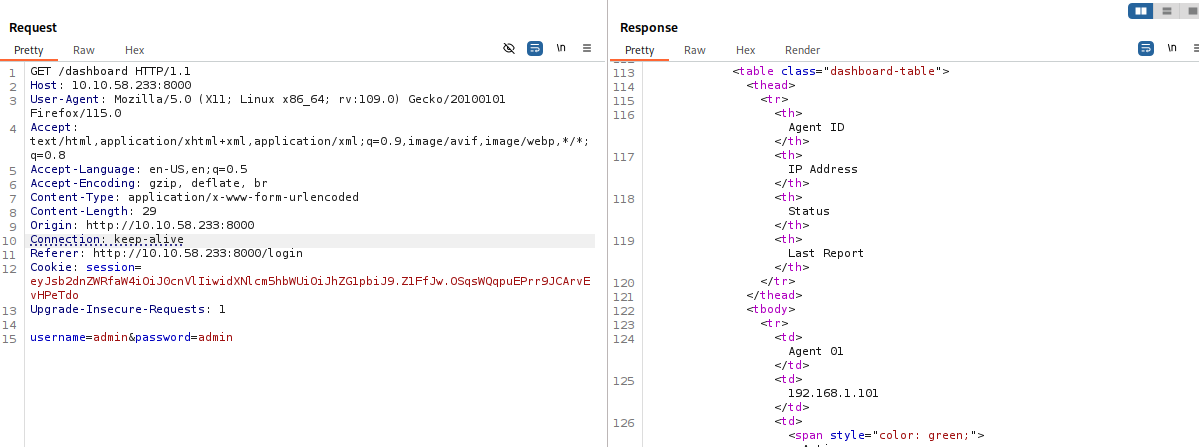 Request
Pretty Raw Hex \n
1 GET /dashboard HTTP/1.1
2 Host: 10.10.58.233:8000
3 User-Agent: Mozilla/5.0 (X11; Linux x86_64; rv:109.0) Gecko/20100101
Firefox/115.0
4 Accept:
text/html,application/xhtml+xml,application/xml;q=0.9,image/avif,image/webp,*/*;
q=0.8
5 Accept-Language: en-US,en;q=0.5
6 Accept-Encoding: gzip, deflate, br
7 Content-Type: application/x-www-form-urlencoded
8 Content-Length: 29
9 Origin: http://10.10.58.233:8000
10 Connection: keep-alive
11 Referer: http://10.10.58.233:8000/login
12 Cookie: session=
eyJsb2dnZWRfaW4iOiJ0cnVlIiwidXNlcm5hbWUiOiJhZG1pbiJ9.Z1FfJw.OSqsWQqpuEPrr9JCArvE
vHPeTdo
13 Upgrade-Insecure-Requests: 1
14
15 username=admin&password=admin
Response
Pretty Raw Hex Render \n
113 <table class="dashboard-table">
114 <thead>
115 <tr>
116 <th>
Agent ID
</th>
117 <th>
IP Address
</th>
118 <th>
Status
</th>
119 <th>
Last Report
</th>
120 </tr>
121 </thead>
122 <tbody>
123 <tr>
124 <td>
Agent 01
</td>
125 <td>
192.168.1.101
</td>
126 <td>
<span style="color: green;">